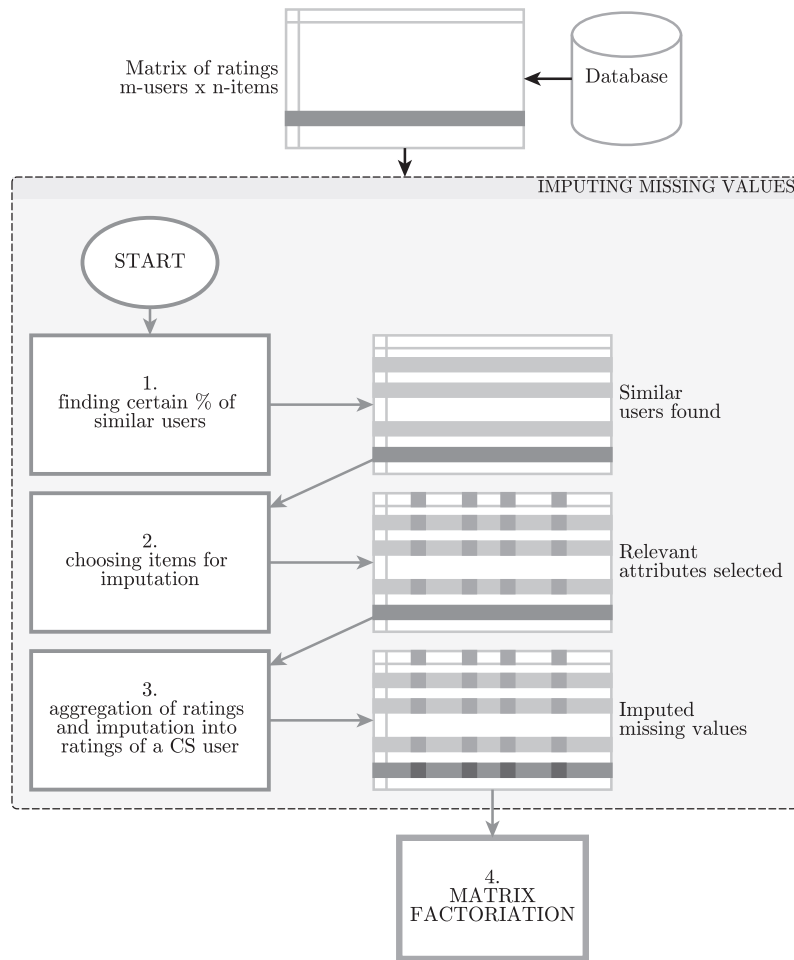 Matrix of ratings
m-users x n-items
Database
IMPUTING MISSING VALUES
START
1.
finding certain % of
similar users
Similar
users found
2.
choosing items for
imputation
Relevant
attributes selected
3.
aggregation of ratings
and imputation into
ratings of a CS user
Imputed
missing values
4.
MATRIX
FACTORIATION